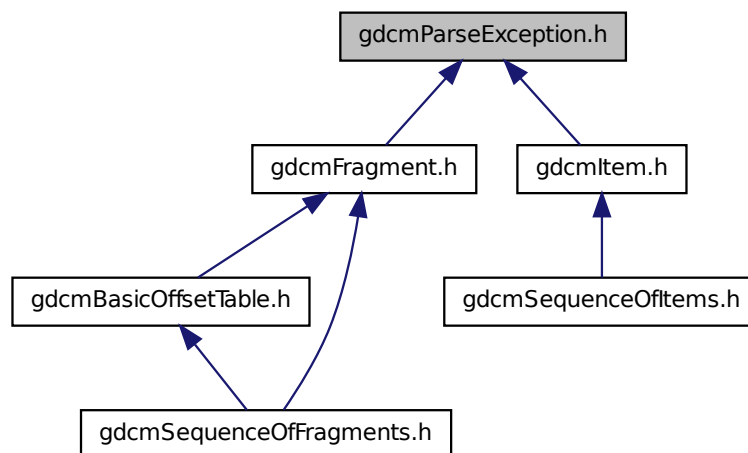 gdcmParseException.h
gdcmFragment.h
gdcmItem.h
gdcmBasicOffsetTable.h
gdcmSequenceOfItems.h
gdcmSequenceOfFragments.h